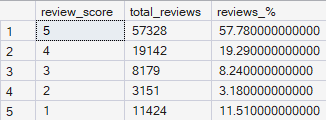 review_score total_reviews reviews_%
1 5 57328 57.780000000000
2 4 19142 19.290000000000
3 3 8179 8.240000000000
4 2 3151 3.180000000000
5 1 11424 11.510000000000